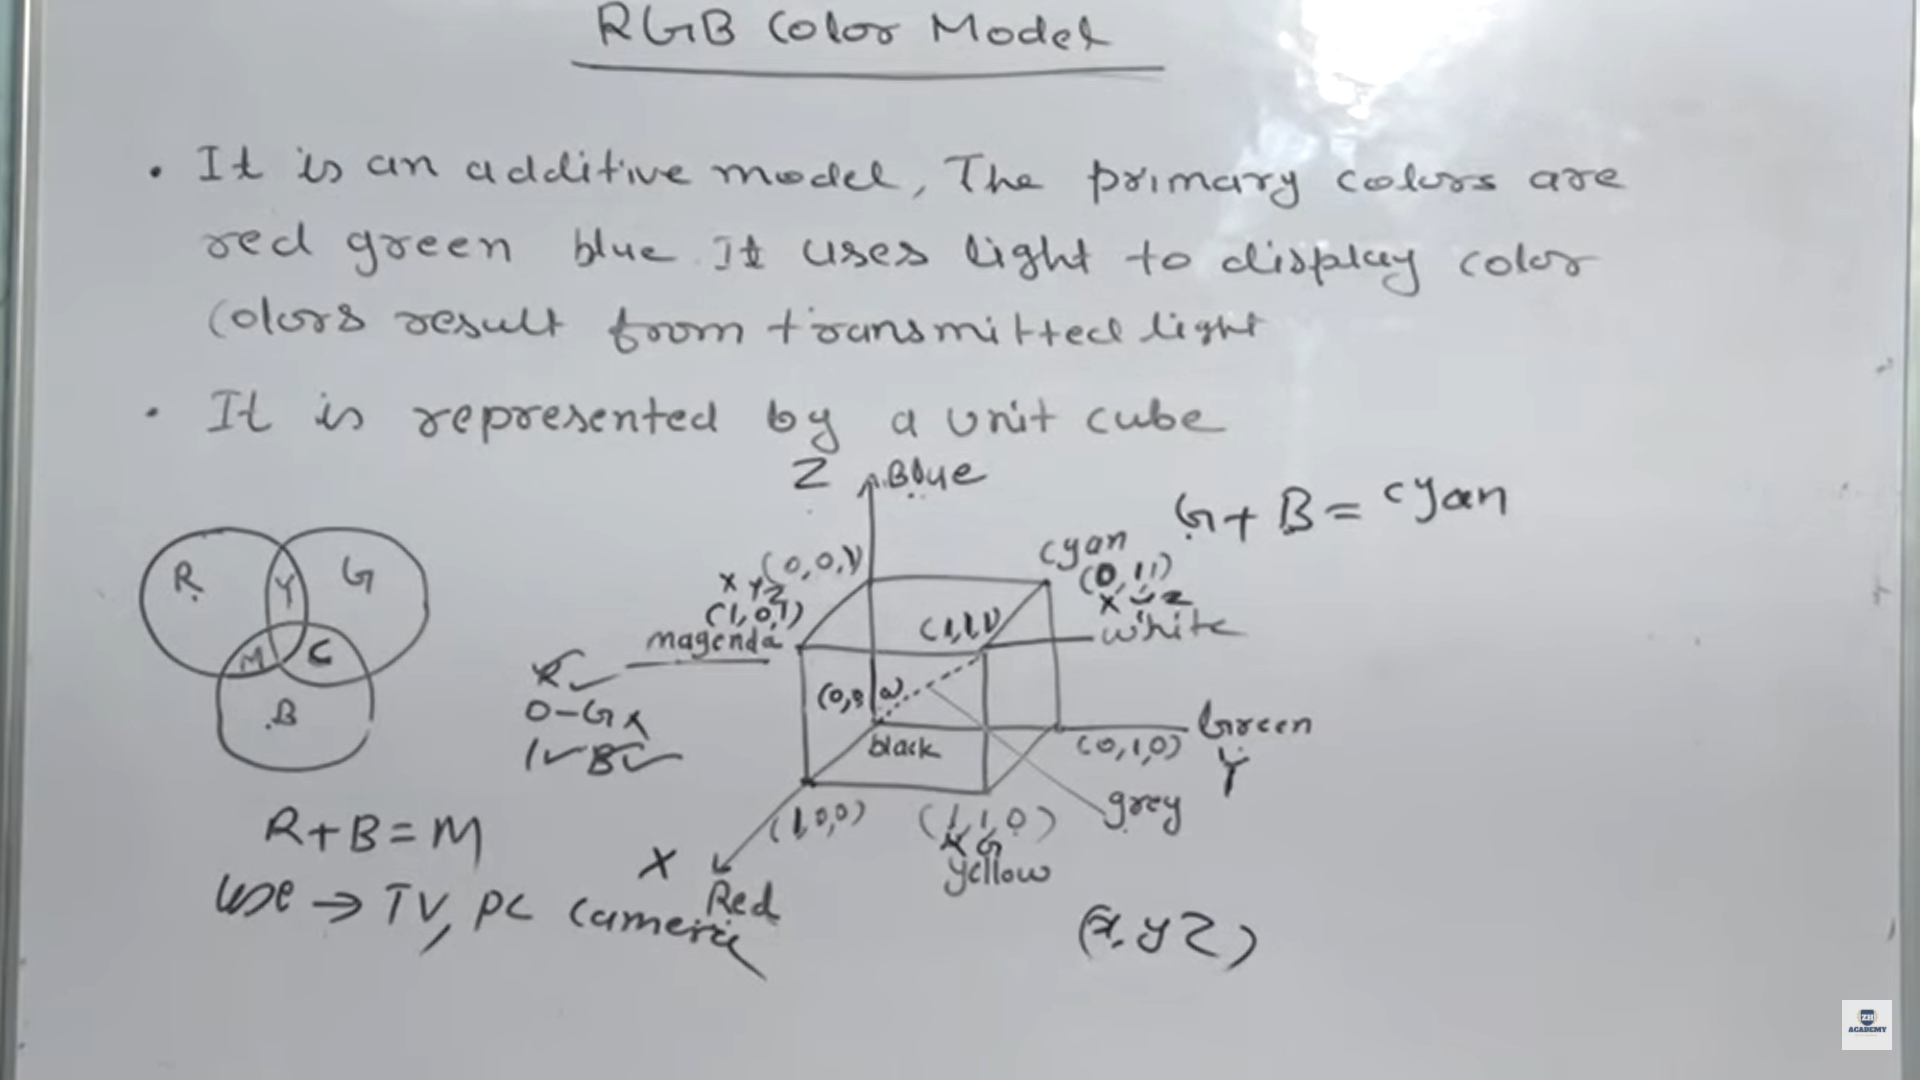 RGB Color Model
• It is an additive model, The primary colors are
red green blue. It uses light to display color
Colors result from transmitted light
• It is represented by a unit cube
Z Blue
G + B = cyan
cyan
(0,0,1)
(0,1,1)
X Y Z
X Y Z
(1,0,1)
(1,1,1)
white
magenda
R Y G
M C
B
R ✓
0-G x
1 ✓ B ✓
black
Green
(0,1,0)
Y
grey
(1,0,0)
(1,1,0)
yellow
R+B=M
X
Red
use → TV, PC Camera
(x, y z)
ZH
ACADEMY